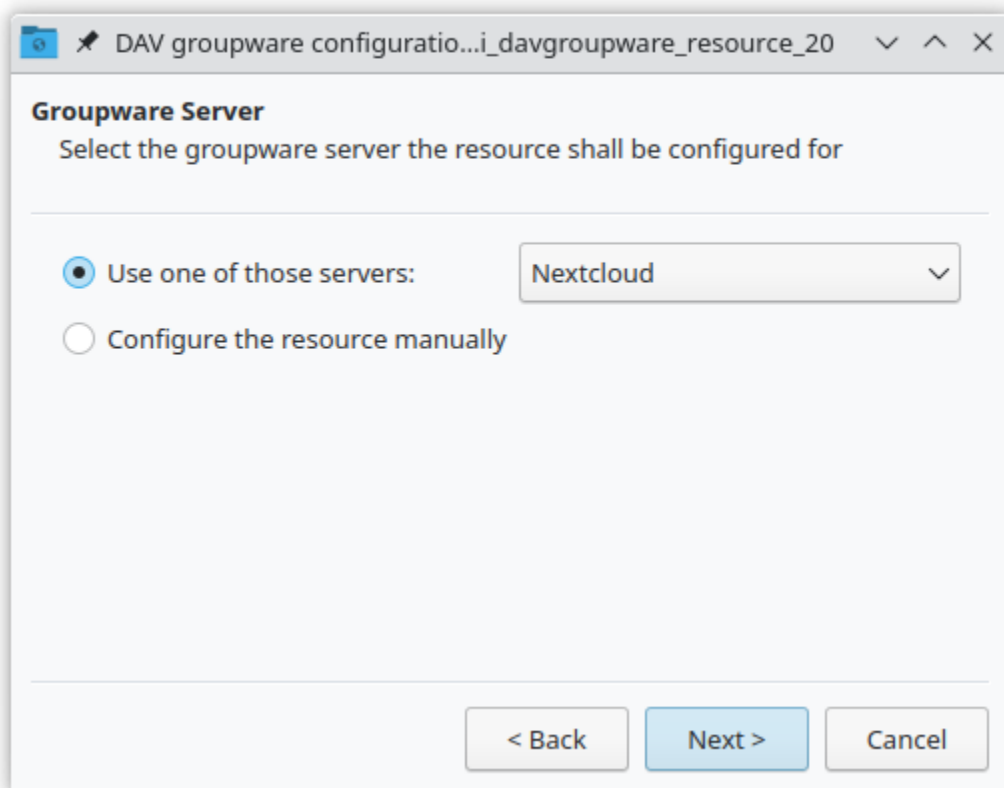 DAV groupware configuratio...i_davgroupware_resource_20
Groupware Server
Select the groupware server the resource shall be configured for
Use one of those servers: Nextcloud
Configure the resource manually
< Back Next > Cancel